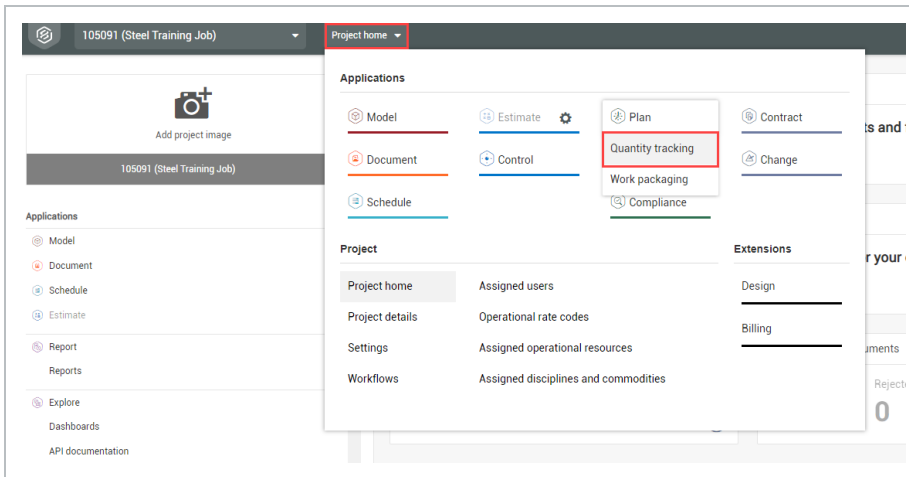 105091 (Steel Training Job)
Project home
Add project image
105091 (Steel Training Job)
Applications
Model
Document
Schedule
Estimate
Report
Reports
Explore
Dashboards
API documentation
Applications
Model
Estimate
Plan
Contract
Quantity tracking
Document
Control
Change
Work packaging
Schedule
Compliance
Project
Extensions
Project home
Assigned users
Design
Project details
Operational rate codes
Billing
Settings
Assigned operational resources
Workflows
Assigned disciplines and commodities
ts and
r your
uments
Rejecte
0